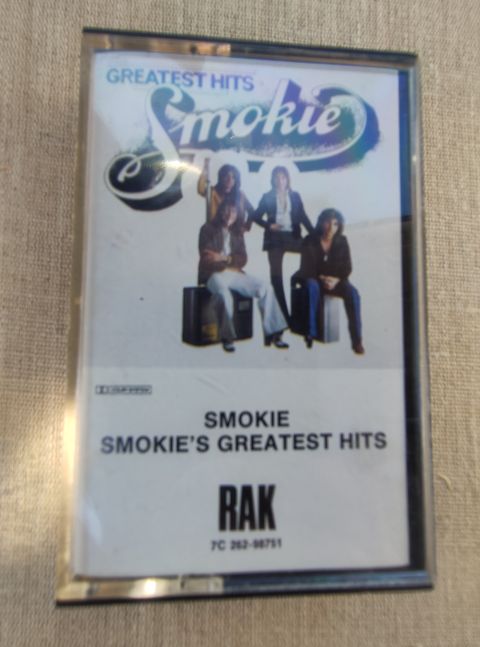 GREATEST HITS
Smokie
SMOKIE
SMOKIE'S GREATEST HITS
RAK
7C 262-98751